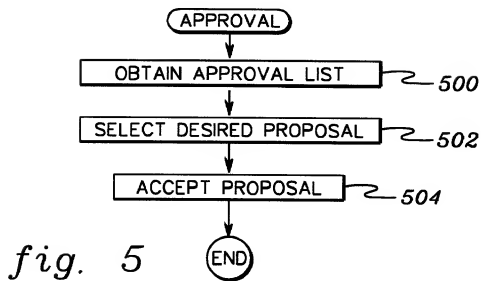 APPROVAL
OBTAIN APPROVAL LIST 500
SELECT DESIRED PROPOSAL 502
ACCEPT PROPOSAL 504
fig. 5 END